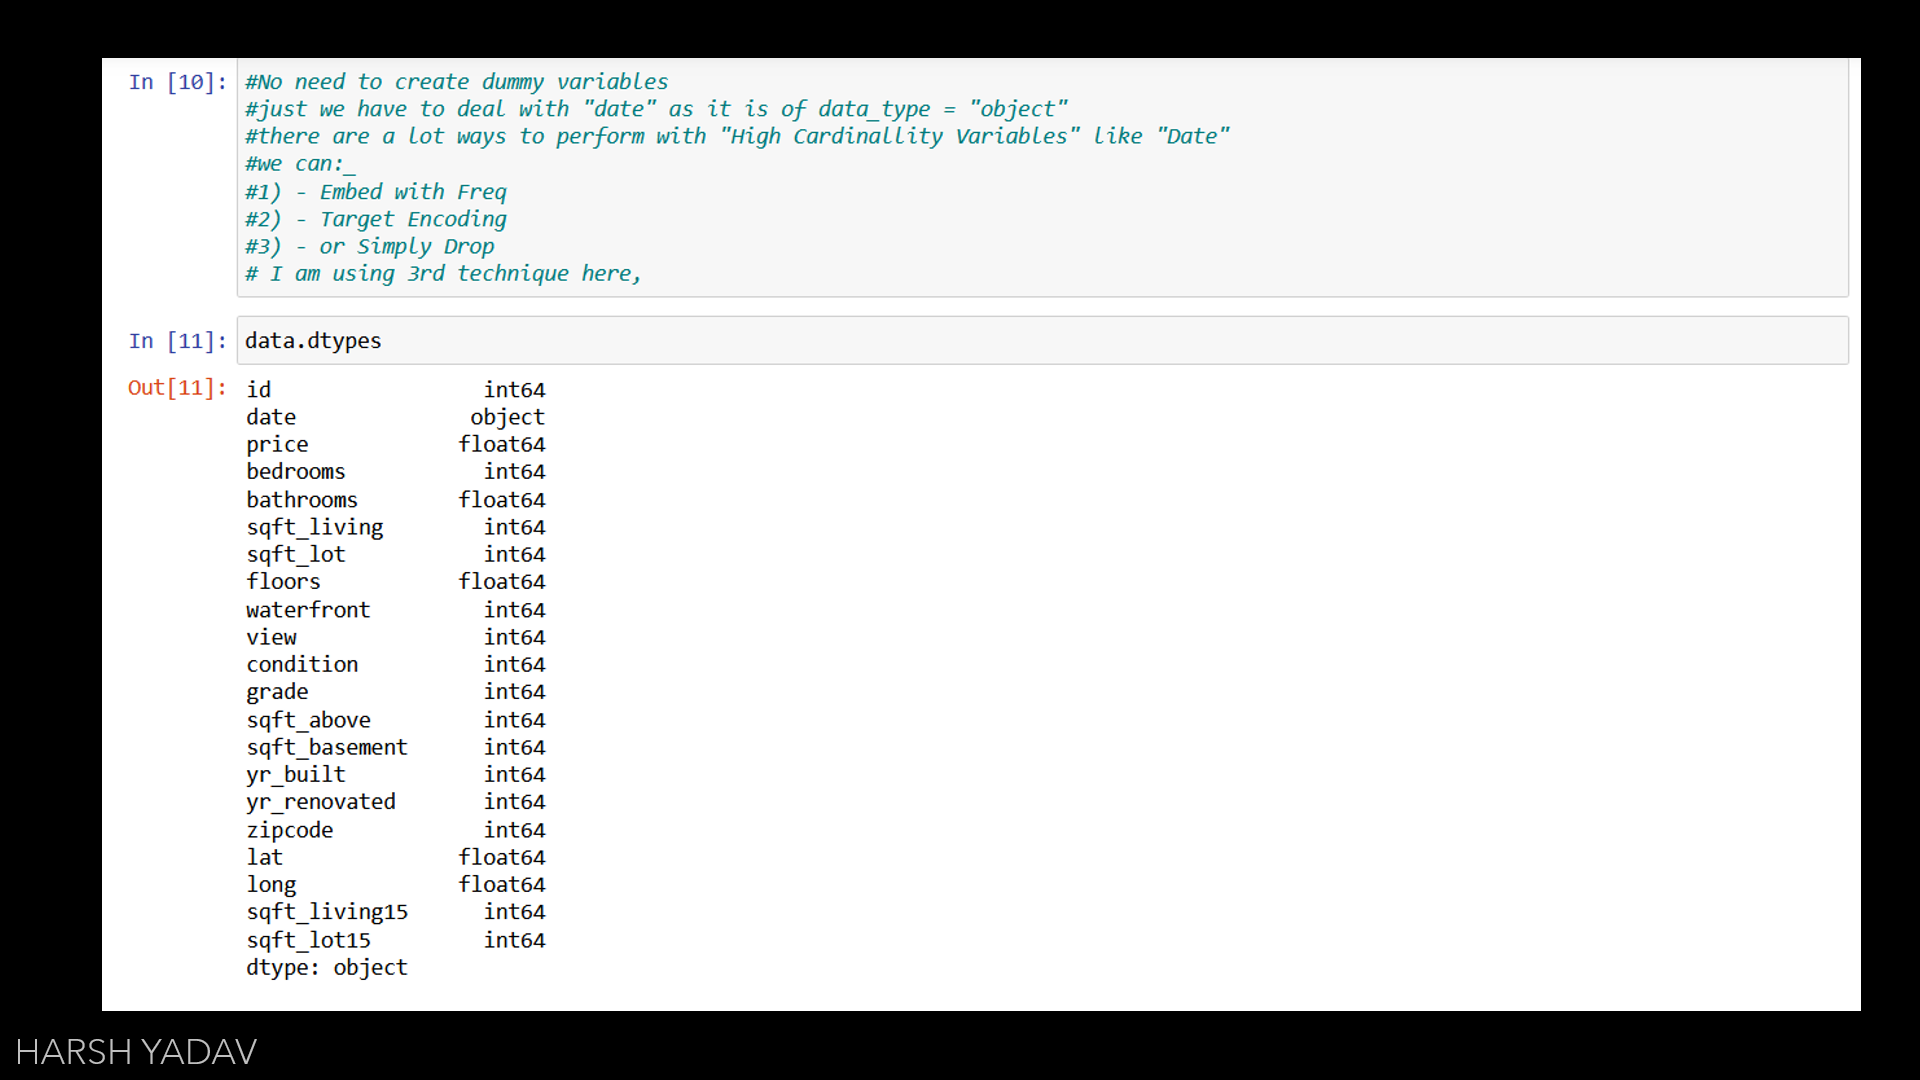 In [10]: #No need to create dummy variables
#just we have to deal with "date" as it is of data_type = "object"
#there are a lot ways to perform with "High Cardinallity Variables" like "Date"
#we can:_
#1) - Embed with Freq
#2) - Target Encoding
#3) - or Simply Drop
# I am using 3rd technique here,
In [11]: data.dtypes
Out[11]: id int64
date object
price float64
bedrooms int64
bathrooms float64
sqft_living int64
sqft_lot int64
floors float64
waterfront int64
view int64
condition int64
grade int64
sqft_above int64
sqft_basement int64
yr_built int64
yr_renovated int64
zipcode int64
lat float64
long float64
sqft_living15 int64
sqft_lot15 int64
dtype: object
HARSH YADAV